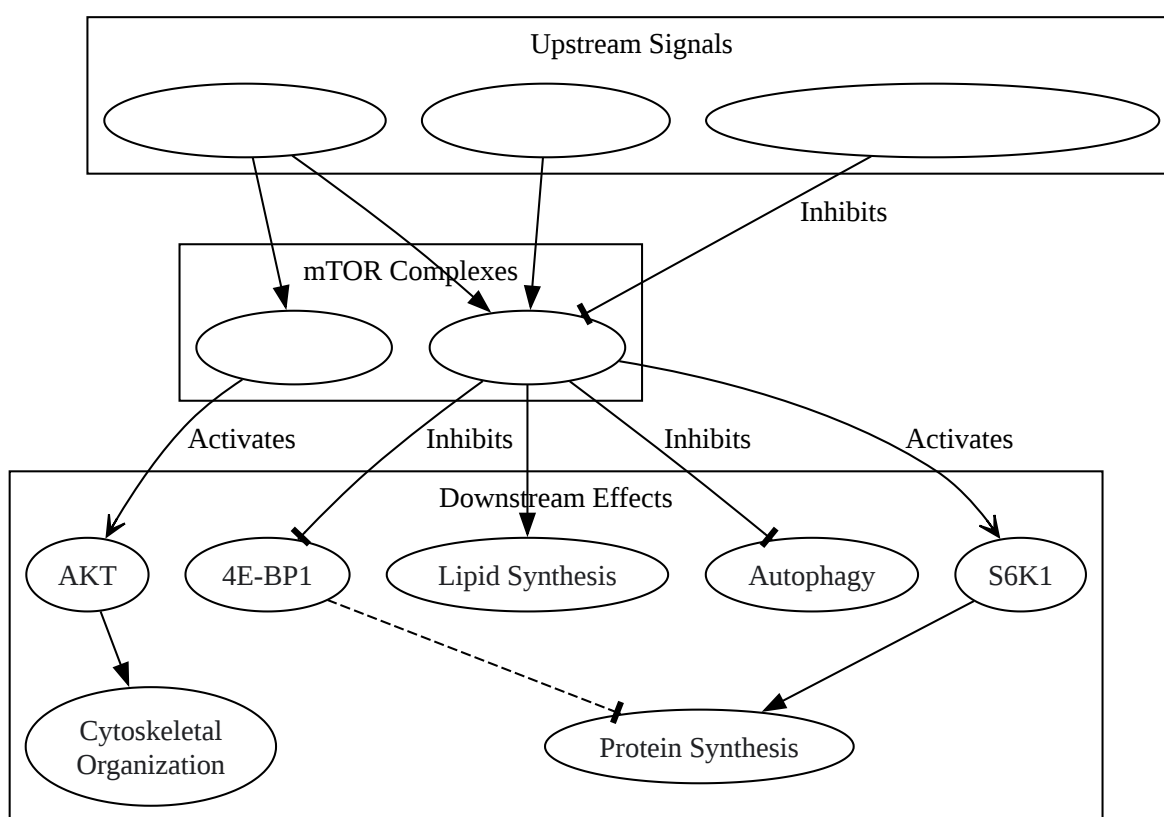 Upstream Signals
Inhibits
mTOR Complexes
Activates
Inhibits
Inhibits
Activates
Downstream Effects
AKT
4E-BP1
Lipid Synthesis
Autophagy
S6K1
Cytoskeletal
Organization
Protein Synthesis